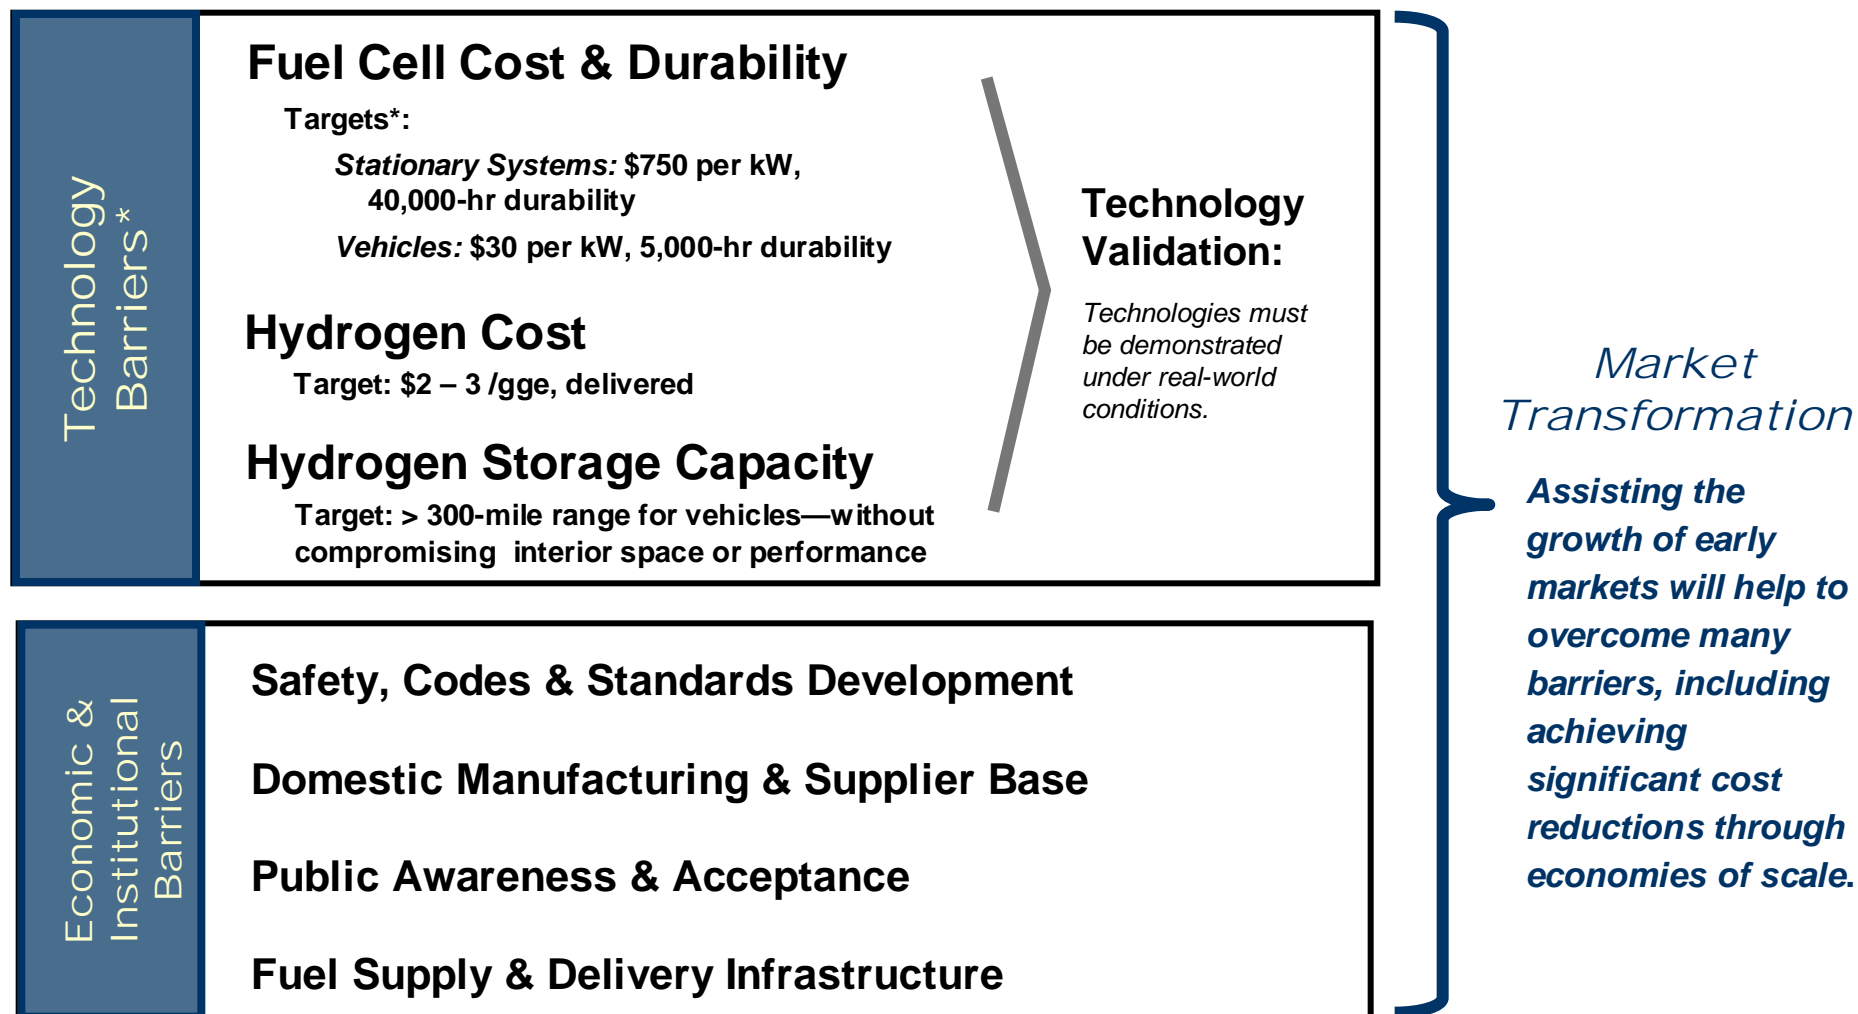 Technology
Barriers*
Fuel Cell Cost & Durability
Targets*:
Stationary Systems: $750 per kW,
40,000-hr durability
Vehicles: $30 per kW, 5,000-hr durability
Hydrogen Cost
Target: $2 – 3 /gge, delivered
Hydrogen Storage Capacity
Target: > 300-mile range for vehicles—without
compromising interior space or performance
Technology
Validation:
Technologies must
be demonstrated
under real-world
conditions.
Economic &
Institutional
Barriers
Safety, Codes & Standards Development
Domestic Manufacturing & Supplier Base
Public Awareness & Acceptance
Fuel Supply & Delivery Infrastructure
Market
Transformation
Assisting the
growth of early
markets will help to
overcome many
barriers, including
achieving
significant cost
reductions through
economies of scale.